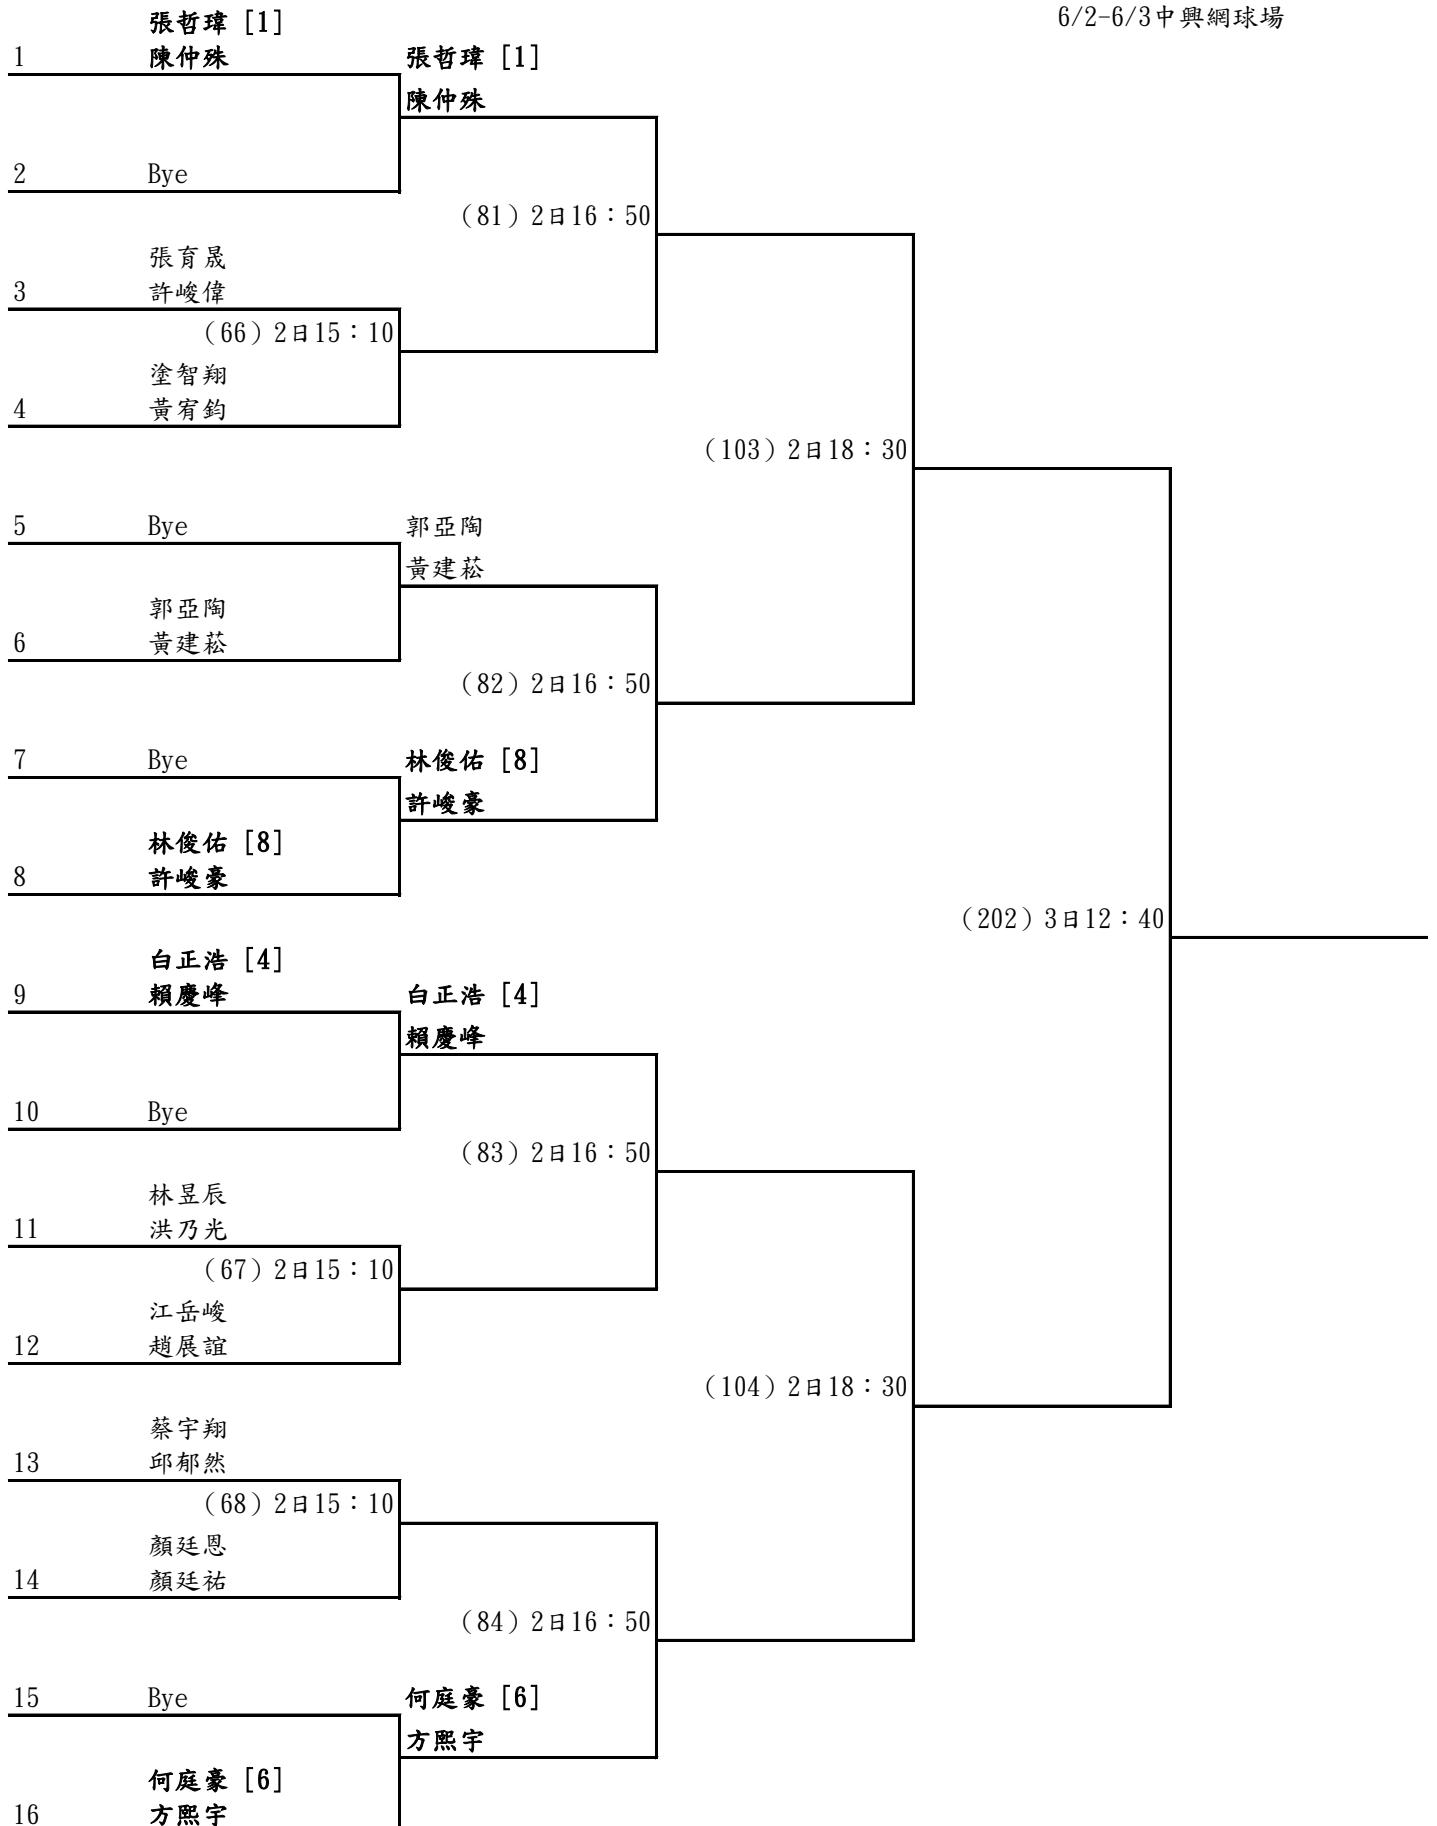 6/2-6/3中興網球場
張哲瑋 [1]
1 陳仲殊 張哲瑋 [1]
陳仲殊
2 Bye
（81）2日16：50
張育晟
3 許峻偉
（66）2日15：10
塗智翔
4 黃宥鈞
（103）2日18：30
5 Bye 郭亞陶
黃建菘
郭亞陶
6 黃建菘
（82）2日16：50
7 Bye 林俊佑 [8]
許峻豪
林俊佑 [8]
8 許峻豪
（202）3日12：40
白正浩 [4]
9 賴慶峰 白正浩 [4]
賴慶峰
10 Bye
（83）2日16：50
林昱辰
11 洪乃光
（67）2日15：10
江岳峻
12 趙展誼
（104）2日18：30
蔡宇翔
13 邱郁然
（68）2日15：10
顏廷恩
14 顏廷祐
（84）2日16：50
15 Bye 何庭豪 [6]
方熙宇
何庭豪 [6]
16 方熙宇